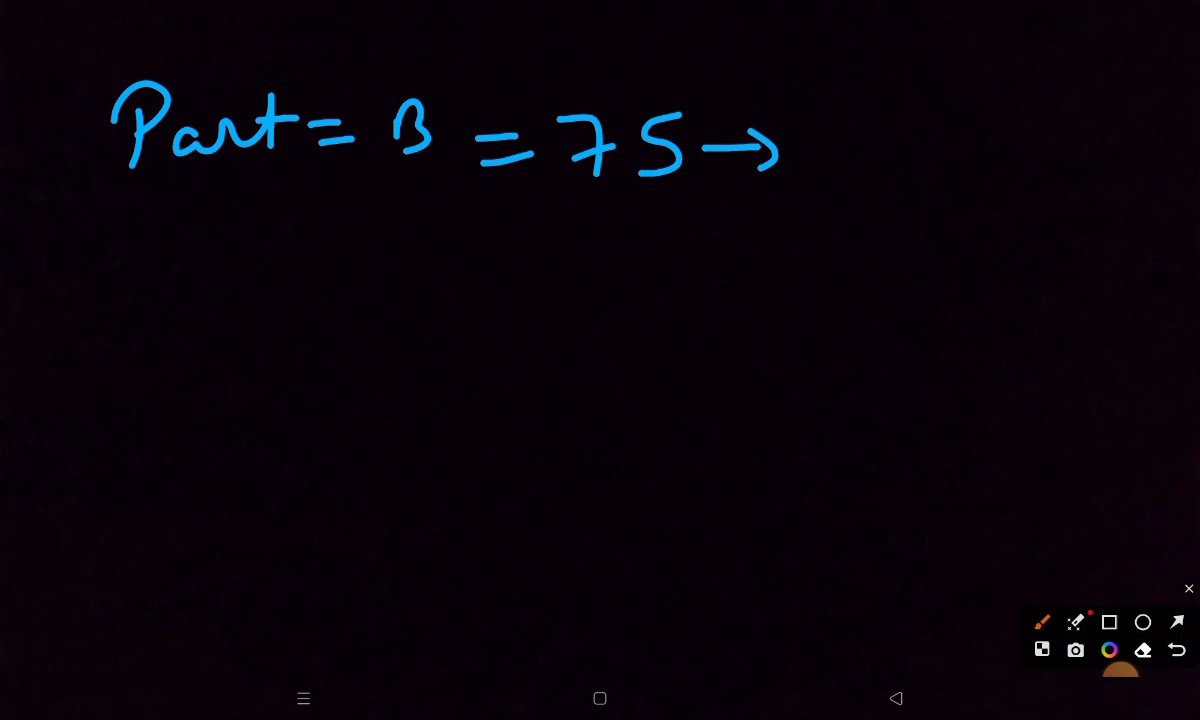 Part = B = 75 →